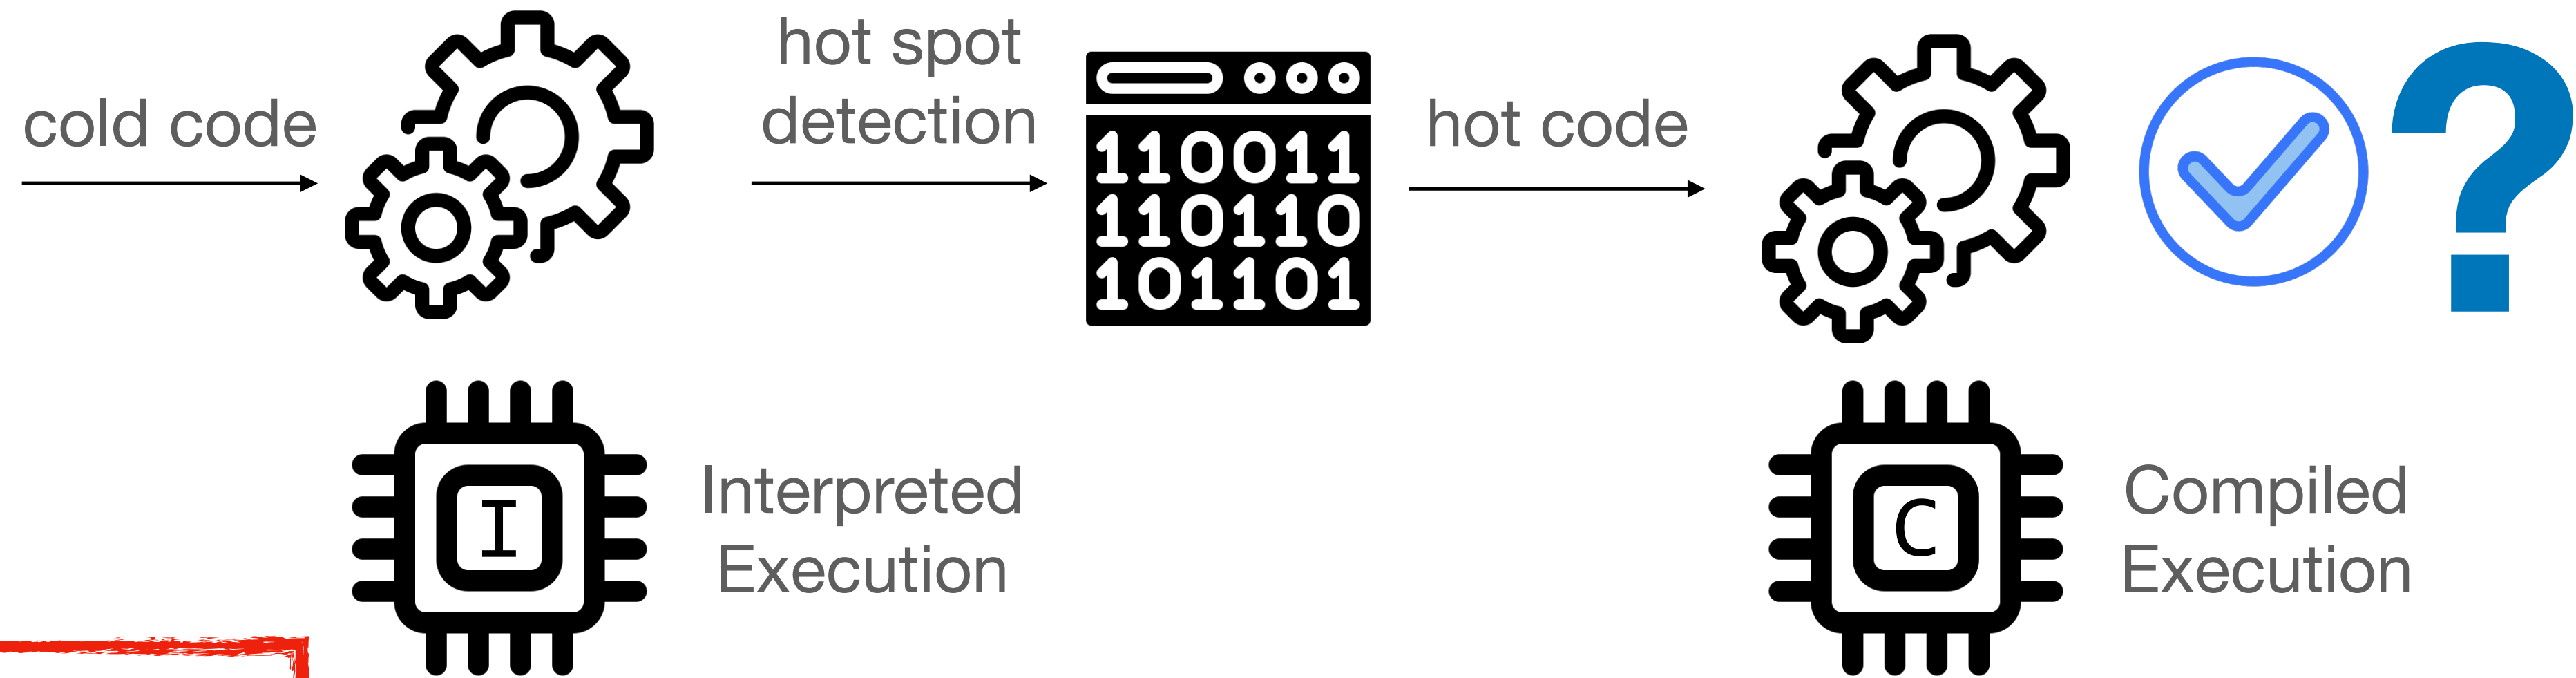 cold code
hot spot
detection
110011
110110
101101
hot code
?
I
Interpreted
Execution
C
Compiled
Execution